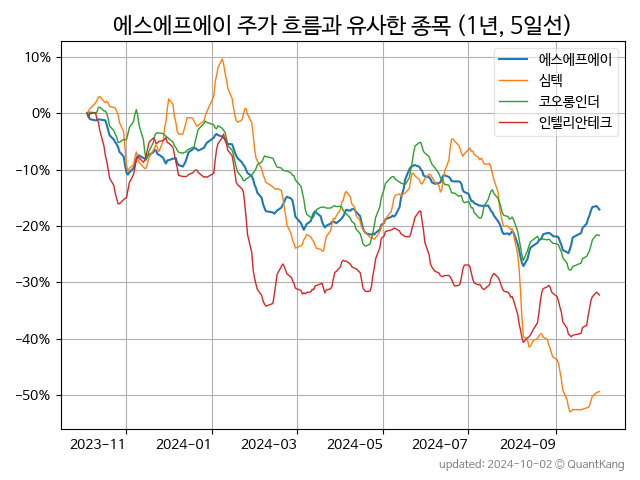 에스에프에이 주가 흐름과 유사한 종목 (1년, 5일선)
에스에프에이
심텍
코오롱인더
인텔리안테크
10%
0%
−10%
−20%
−30%
−40%
−50%
2023-11
2024-01
2024-03
2024-05
2024-07
2024-09
updated: 2024-10-02 © QuantKang